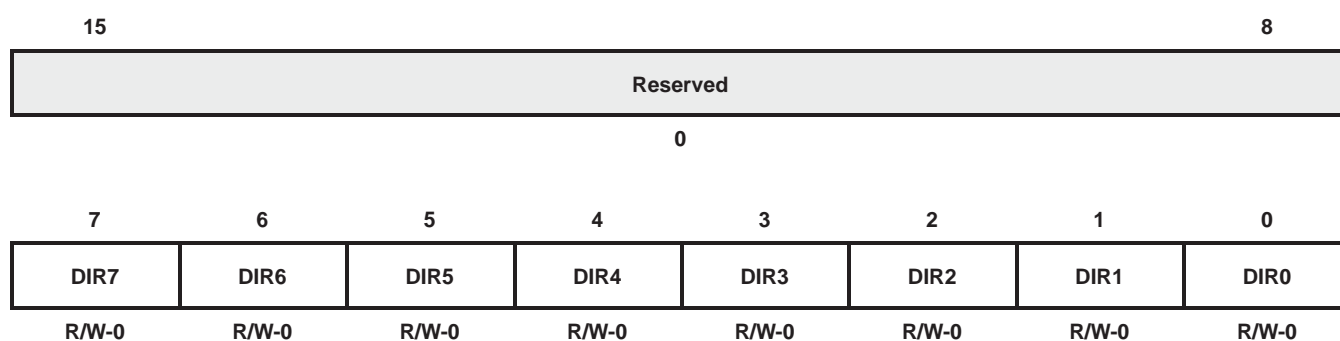 15 8
Reserved
0
7 6 5 4 3 2 1 0
DIR7 DIR6 DIR5 DIR4 DIR3 DIR2 DIR1 DIR0
R/W-0 R/W-0 R/W-0 R/W-0 R/W-0 R/W-0 R/W-0 R/W-0